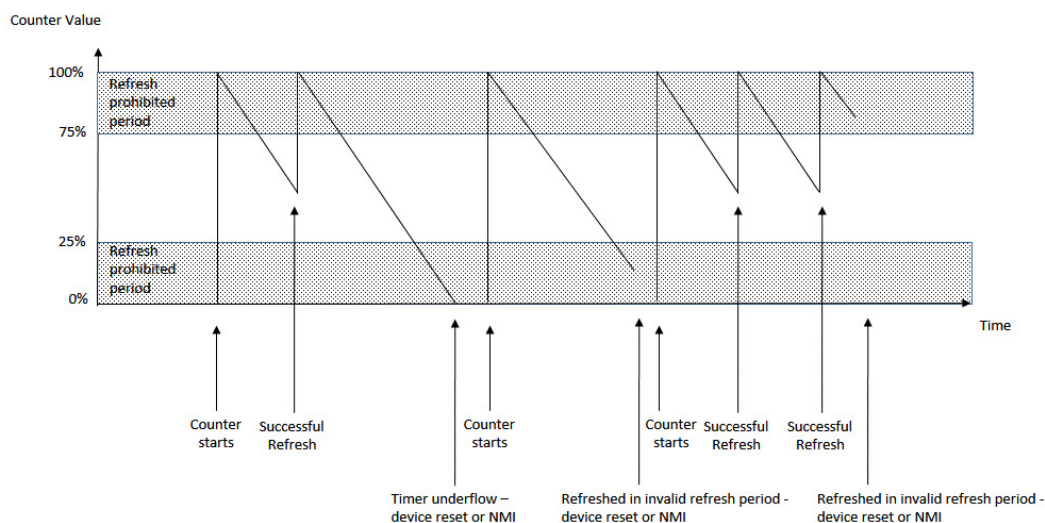 Counter Value
100%
Refresh
prohibited
period
75%
25%
Refresh
prohibited
period
0%
Time
Counter
starts
Successful
Refresh
Counter
starts
Counter
starts
Successful
Refresh
Successful
Refresh
Timer underflow –
device reset or NMI
Refreshed in invalid refresh period -
device reset or NMI
Refreshed in invalid refresh period -
device reset or NMI